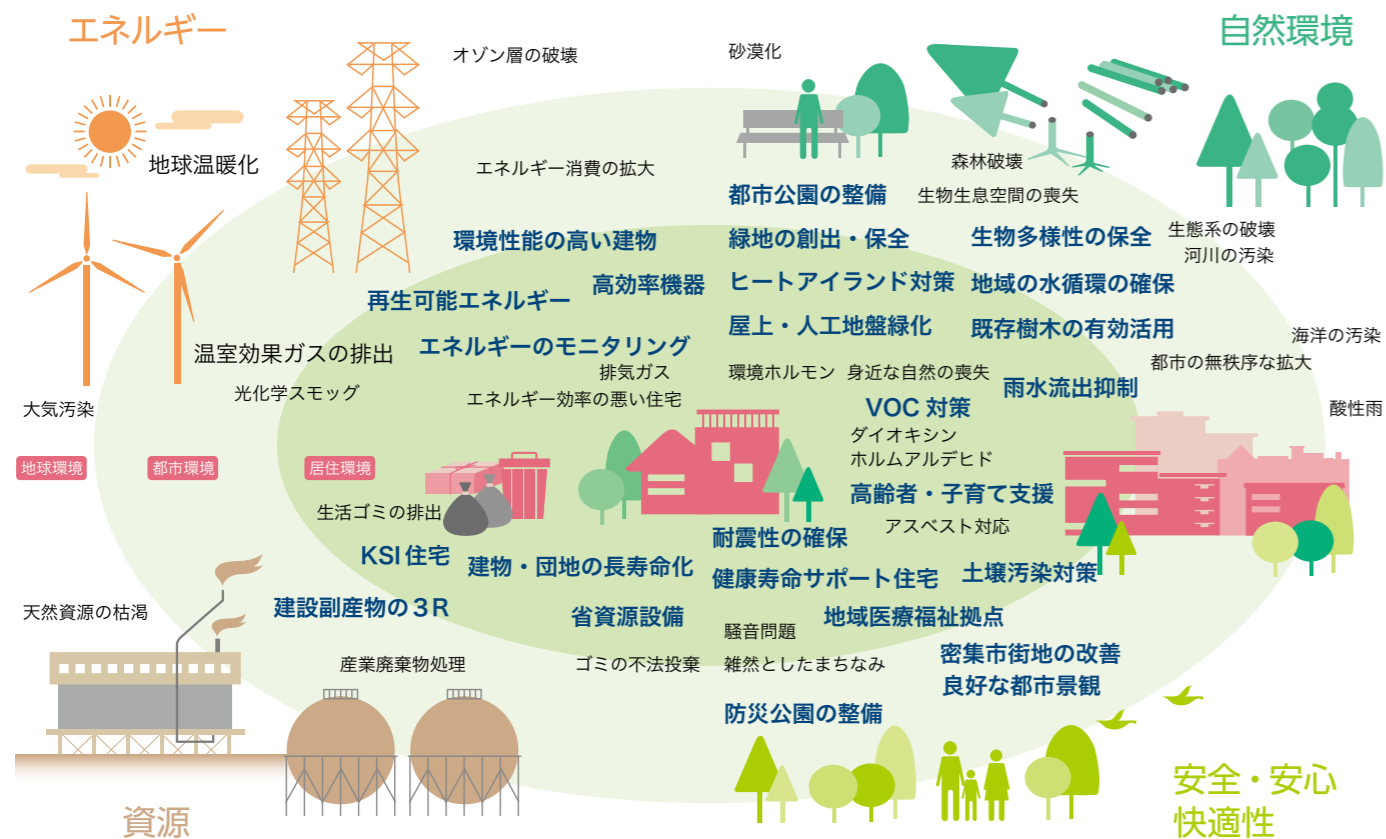 エネルギー
自然環境
オゾン層の破壊
砂漠化
地球温暖化
エネルギー消費の拡大
森林破壊
都市公園の整備
生物生息空間の喪失
環境性能の高い建物
緑地の創出・保全
生物多様性の保全
生態系の破壊
河川の汚染
高効率機器
ヒートアイランド対策
地域の水循環の確保
再生可能エネルギー
屋上・人工地盤緑化
既存樹木の有効活用
海洋の汚染
温室効果ガスの排出
エネルギーのモニタリング
都市の無秩序な拡大
排気ガス
環境ホルモン
身近な自然の喪失
雨水流出抑制
光化学スモッグ
エネルギー効率の悪い住宅
大気汚染
VOC 対策
酸性雨
ダイオキシン
ホルムアルデヒド
地球環境
都市環境
居住環境
高齢者・子育て支援
生活ゴミの排出
アスベスト対応
耐震性の確保
KSI 住宅
建物・団地の長寿命化
健康寿命サポート住宅
土壌汚染対策
天然資源の枯渇
建設副産物の３R
省資源設備
地域医療福祉拠点
騒音問題
産業廃棄物処理
ゴミの不法投棄
雑然としたまちなみ
密集市街地の改善
良好な都市景観
防災公園の整備
資源
安全・安心
快適性